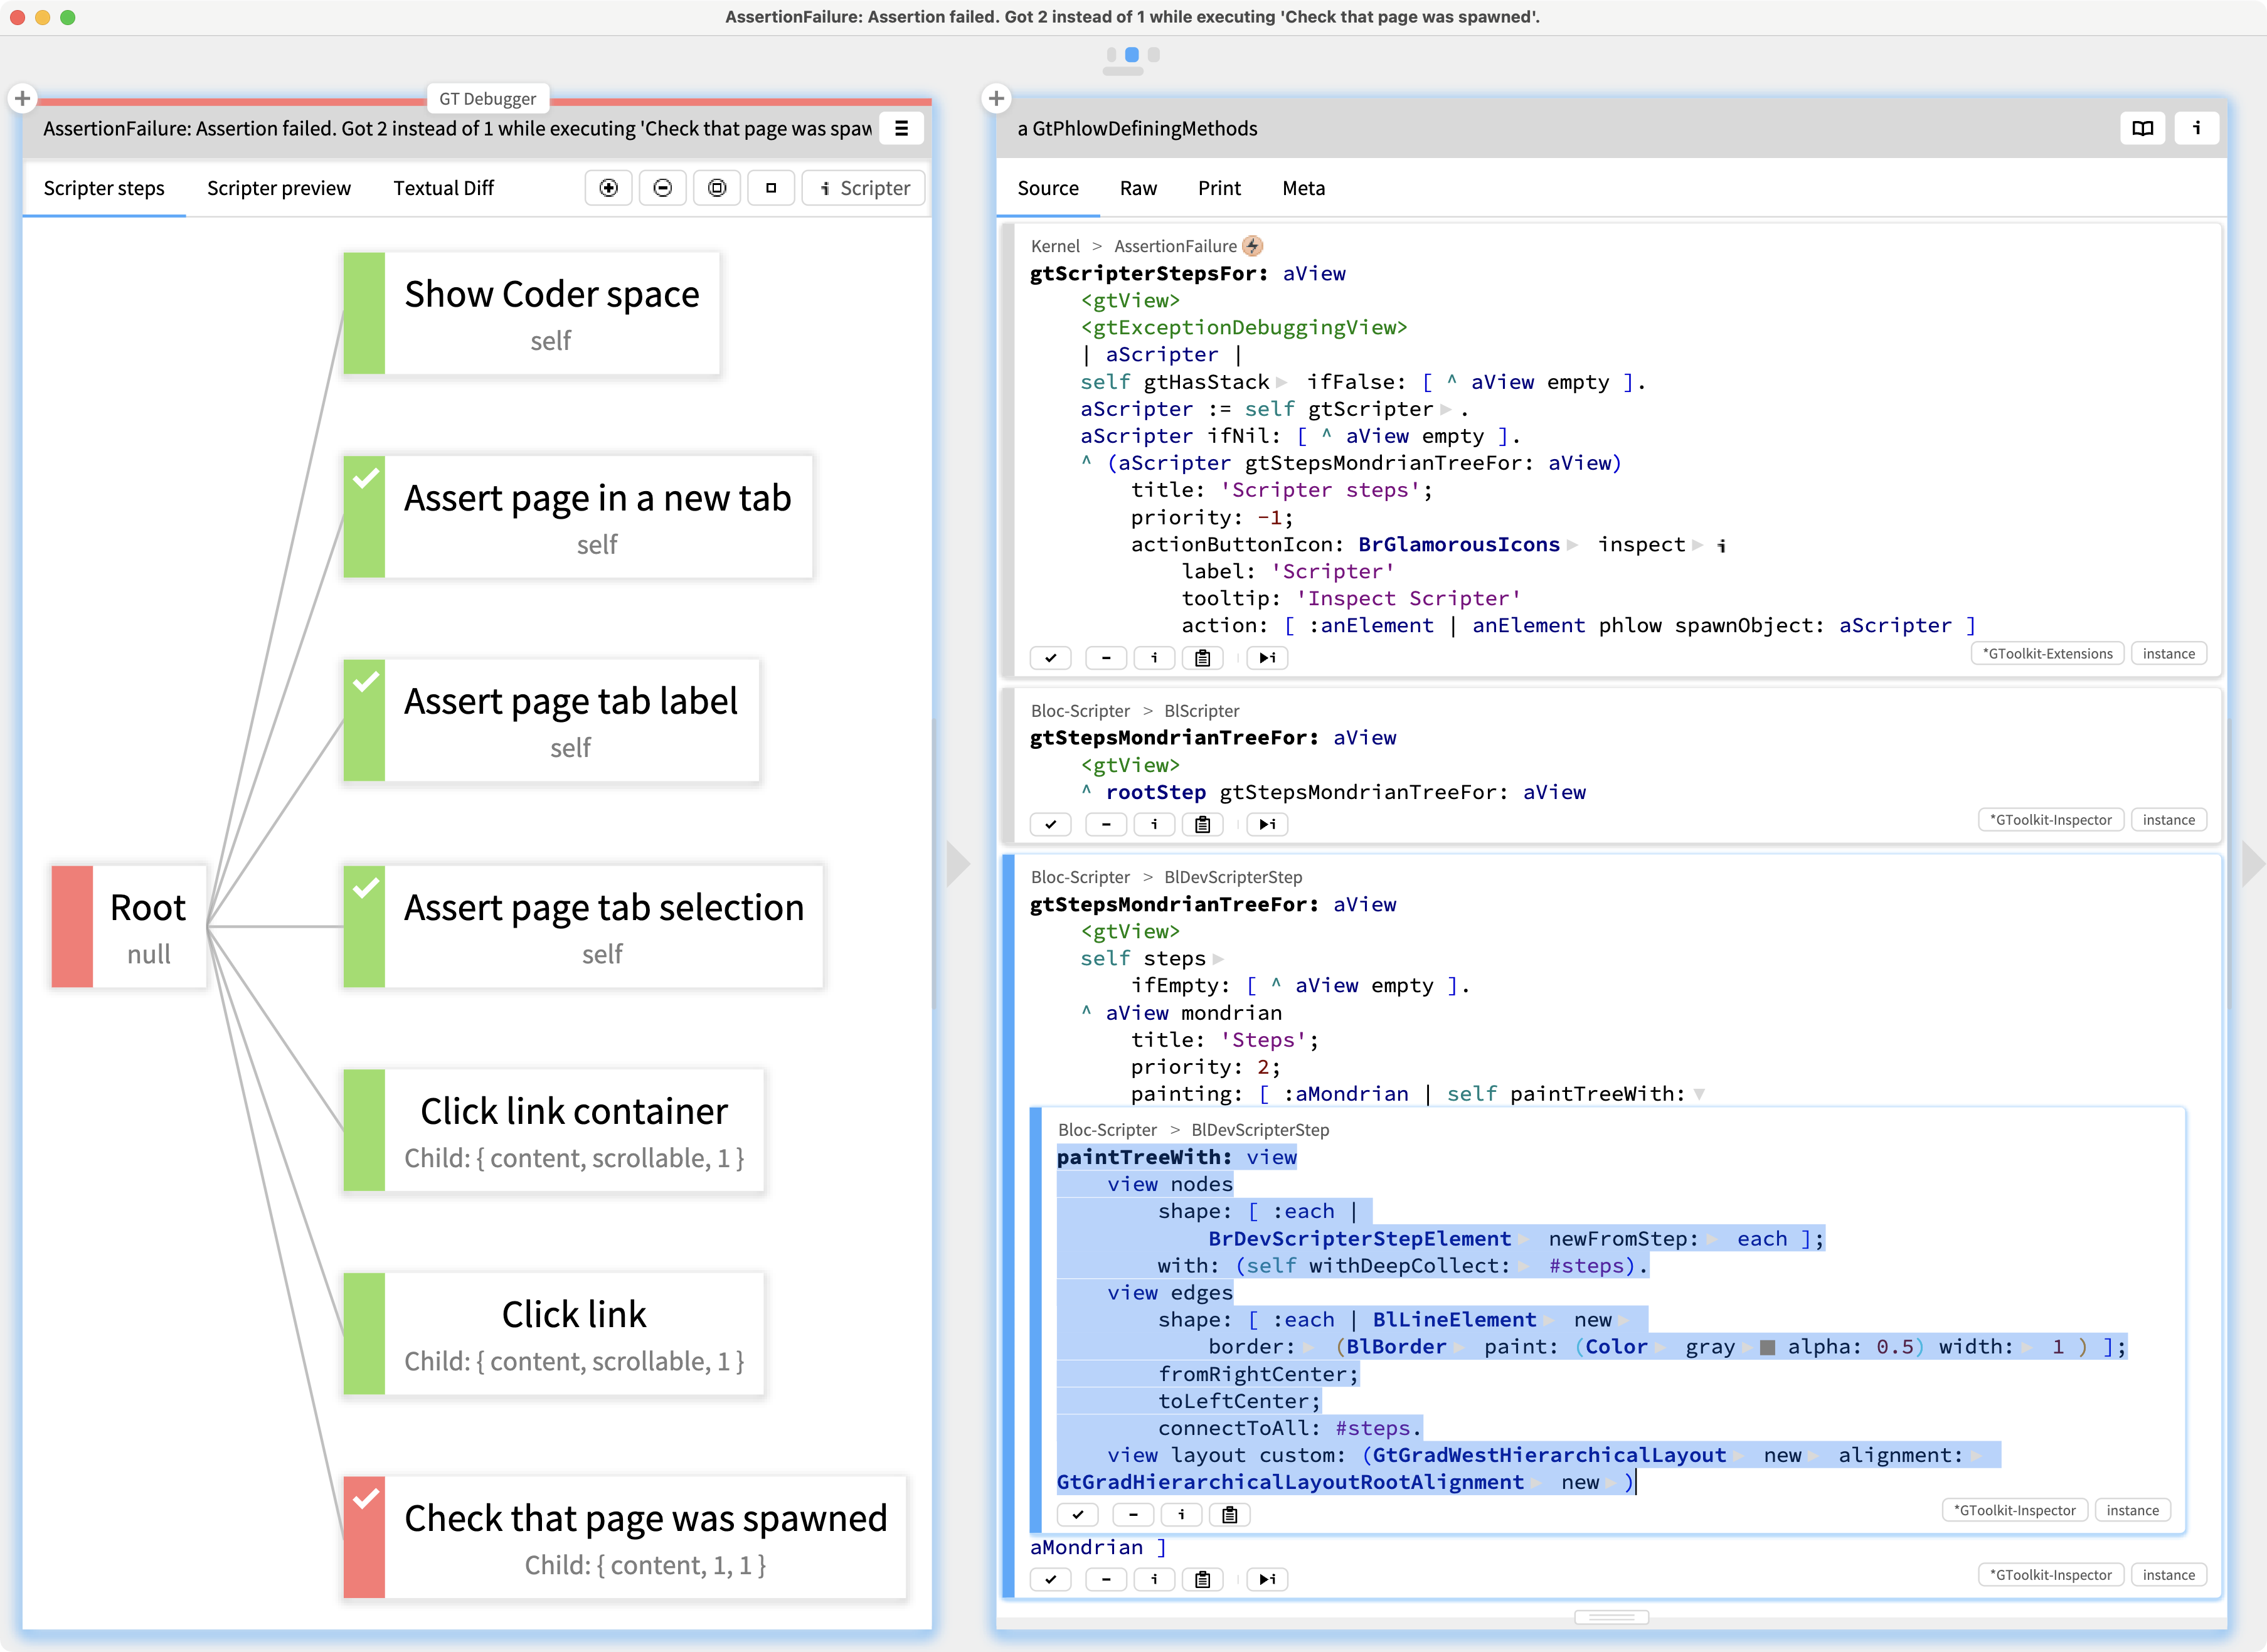 AssertionFailure: Assertion failed. Got 2 instead of 1 while executing 'Check that page was spawned'.
GT Debugger
AssertionFailure: Assertion failed. Got 2 instead of 1 while executing 'Check that page was spaw
Scripter steps
Scripter preview
Textual Diff
i Scripter
Show Coder space
self
Assert page in a new tab
self
Assert page tab label
self
Root
null
Assert page tab selection
self
Click link container
Child: { content, scrollable, 1 }
Click link
Child: { content, scrollable, 1 }
Check that page was spawned
Child: { content, 1, 1 }
a GtPhlowDefiningMethods
i
Source
Raw
Print
Meta
Kernel > AssertionFailure
gtScripterStepsFor: aView
<gtView>
<gtExceptionDebuggingView>
| aScripter |
self gtHasStack ifFalse: [ ^ aView empty ].
aScripter := self gtScripter .
aScripter ifNil: [ ^ aView empty ].
^ (aScripter gtStepsMondrianTreeFor: aView)
title: 'Scripter steps';
priority: -1;
actionButtonIcon: BrGlamorousIcons inspect i
label: 'Scripter'
tooltip: 'Inspect Scripter'
action: [ :anElement | anElement phlow spawnObject: aScripter ]
i
i
*GToolkit-Extensions
instance
Bloc-Scripter > BlScripter
gtStepsMondrianTreeFor: aView
<gtView>
^ rootStep gtStepsMondrianTreeFor: aView
i
i
*GToolkit-Inspector
instance
Bloc-Scripter > BlDevScripterStep
gtStepsMondrianTreeFor: aView
<gtView>
self steps
ifEmpty: [ ^ aView empty ].
^ aView mondrian
title: 'Steps';
priority: 2;
painting: [ :aMondrian | self paintTreeWith:
Bloc-Scripter > BlDevScripterStep
paintTreeWith: view
view nodes
shape: [ :each |
BrDevScripterStepElement newFromStep: each ];
with: (self withDeepCollect: #steps).
view edges
shape: [ :each | BlLineElement new
border: (BlBorder paint: (Color gray alpha: 0.5) width: 1 ) ];
fromRightCenter;
toLeftCenter;
connectToAll: #steps.
view layout custom: (GtGradWestHierarchicalLayout new alignment:
GtGradHierarchicalLayoutRootAlignment new )
i
*GToolkit-Inspector
instance
aMondrian ]
i
i
*GToolkit-Inspector
instance